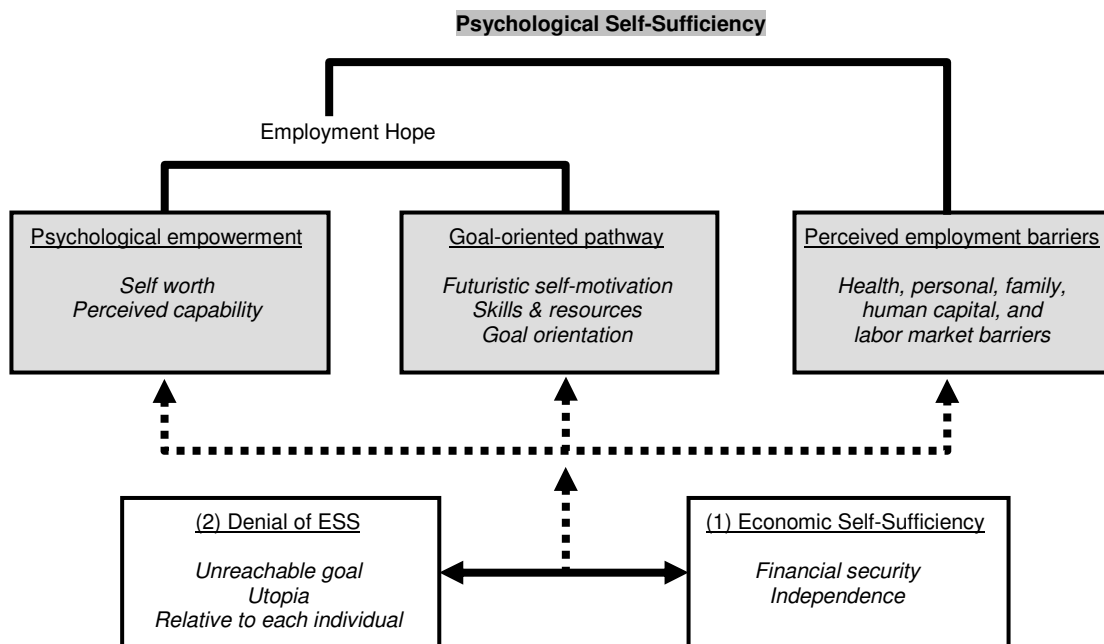 Psychological Self-Sufficiency
Employment Hope
Psychological empowerment
Self worth
Perceived capability
Goal-oriented pathway
Futuristic self-motivation
Skills & resources
Goal orientation
Perceived employment barriers
Health, personal, family,
human capital, and
labor market barriers
(2) Denial of ESS
Unreachable goal
Utopia
Relative to each individual
(1) Economic Self-Sufficiency
Financial security
Independence